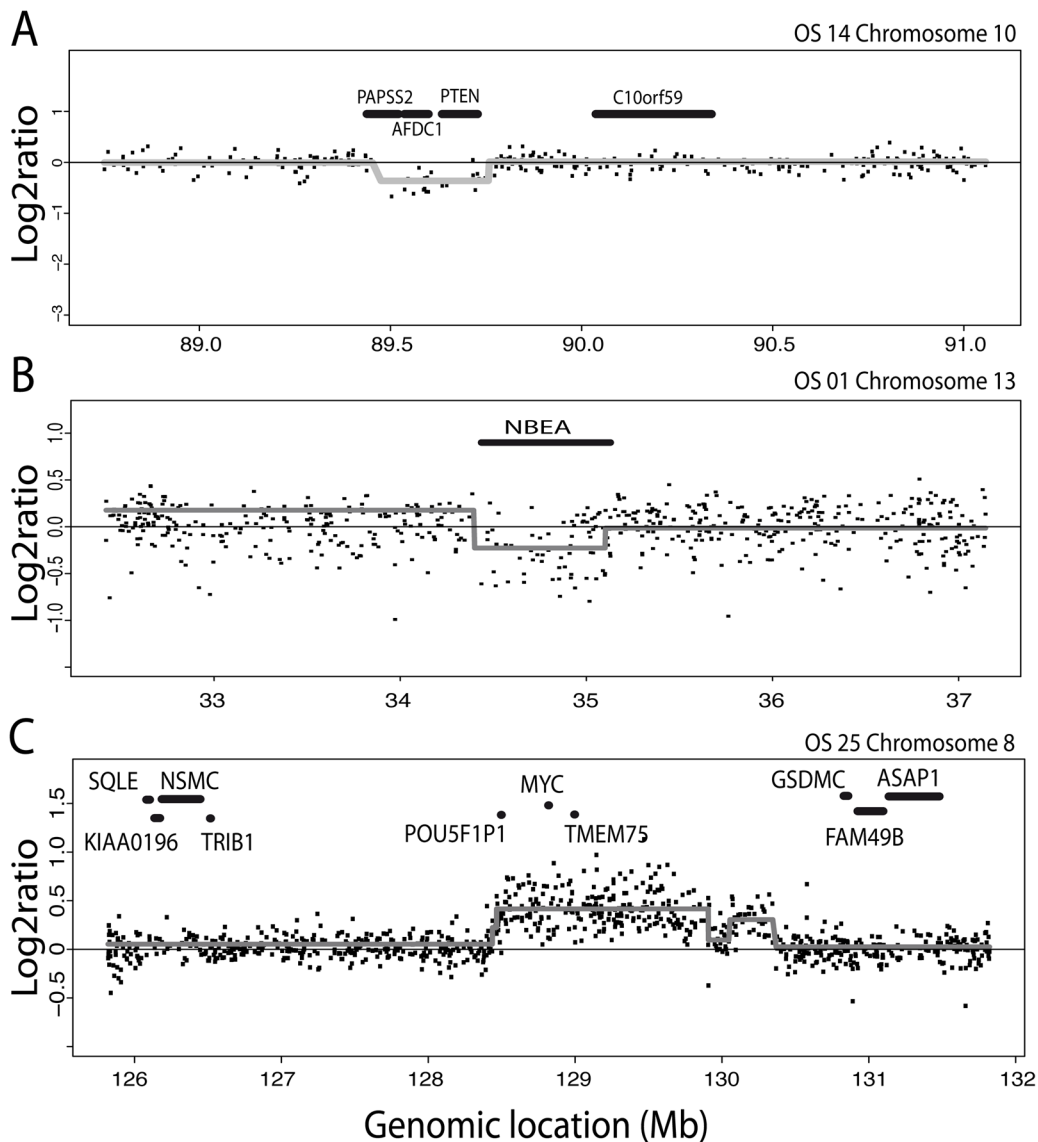 A
OS 14 Chromosome 10
PAPSS2 PTEN C10orf59
AFDC1
Log2ratio
1
0
−1
−2
−3
89.0 89.5 90.0 90.5 91.0
B
OS 01 Chromosome 13
NBEA
Log2ratio
1.0
0.5
0.0
−0.5
−1.0
33 34 35 36 37
C
OS 25 Chromosome 8
SQLE NSMC MYC GSDMC ASAP1
KIAA0196 TRIB1 POU5F1P1 TMEM75 FAM49B
Log2ratio
1.5
1.0
0.5
0
−0.5
126 127 128 129 130 131 132
Genomic location (Mb)